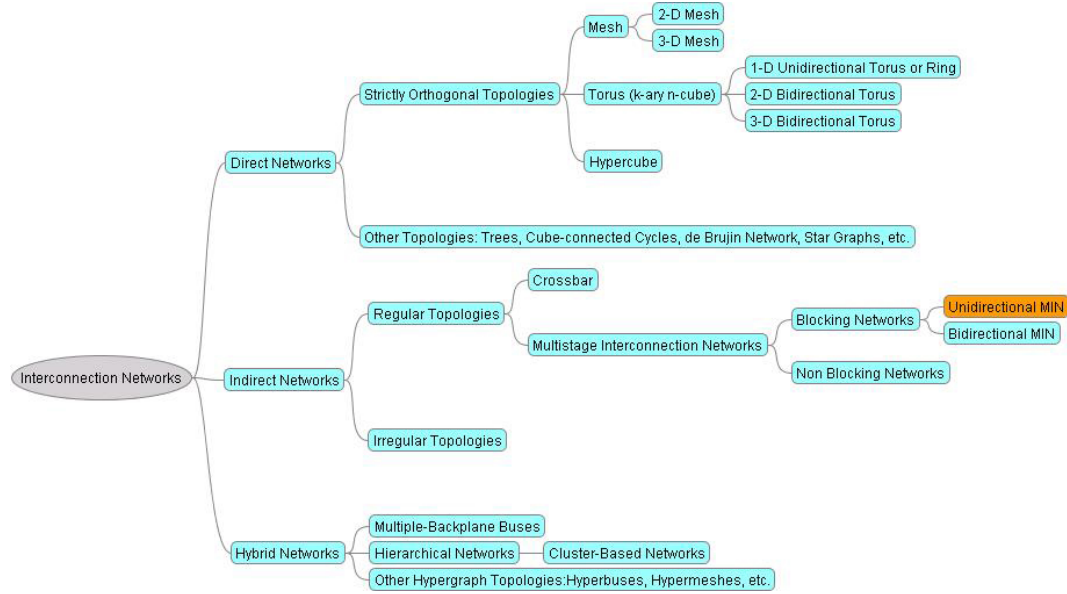 2-D Mesh
Mesh
3-D Mesh
1-D Unidirectional Torus or Ring
Strictly Orthogonal Topologies
Torus (k-ary n-cube)
2-D Bidirectional Torus
3-D Bidirectional Torus
Direct Networks
Hypercube
Other Topologies: Trees, Cube-connected Cycles, de Brujin Network, Star Graphs, etc.
Crossbar
Regular Topologies
Unidirectional MIN
Blocking Networks
Bidirectional MIN
Multistage Interconnection Networks
Interconnection Networks
Indirect Networks
Non Blocking Networks
Irregular Topologies
Multiple-Backplane Buses
Hybrid Networks
Hierarchical Networks
Cluster-Based Networks
Other Hypergraph Topologies:Hyperbuses, Hypermeshes, etc.